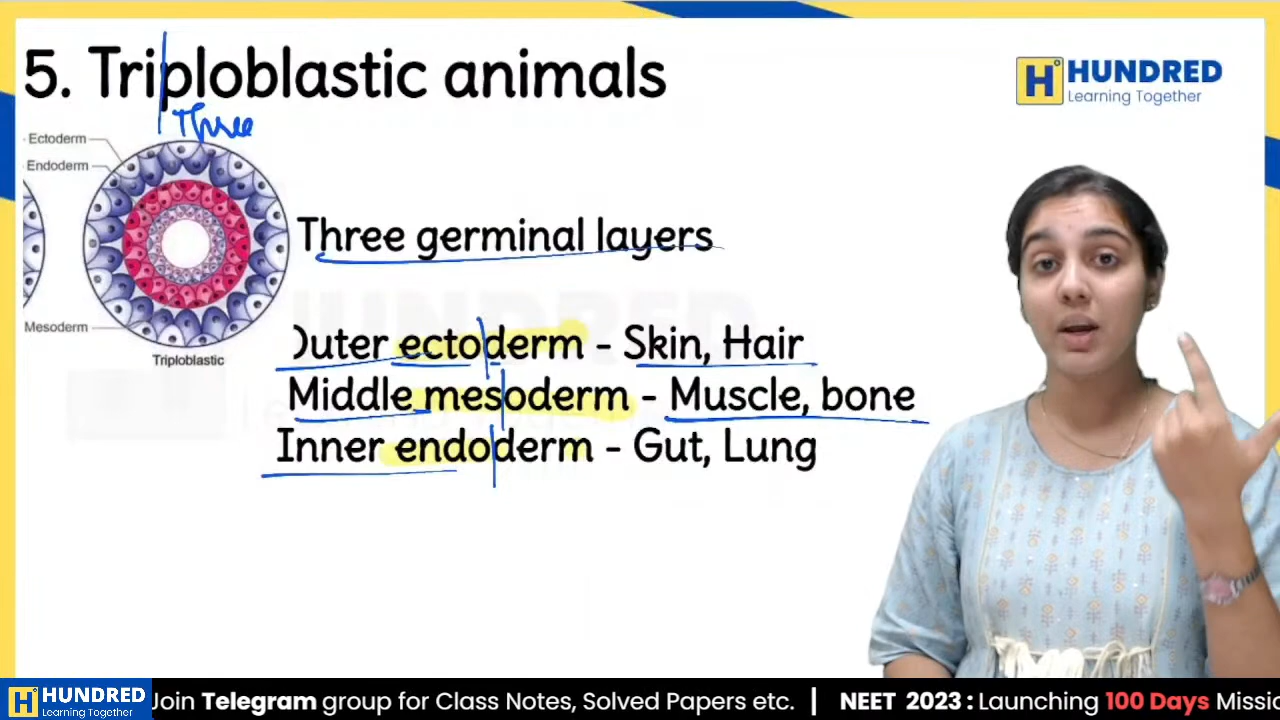 5. Triploblastic animals
Three
HUNDRED
Learning Together
Ectoderm
Endoderm
Mesoderm
Triploblastic
Three germinal layers
Outer ectoderm - Skin, Hair
Middle mesoderm - Muscle, bone
Inner endoderm - Gut, Lung
HUNDRED
Learning Together
Join Telegram group for Class Notes, Solved Papers etc. | NEET 2023 : Launching 100 Days Missi